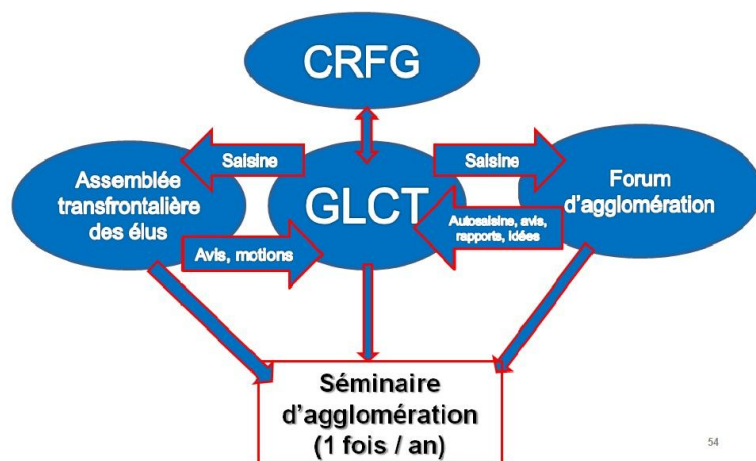 CRFG
Saisine
Saisine
Assemblée
transfrontalière
des élus
GLCT
Forum
d'agglomération
Autosaisine, avis,
rapports, idées
Avis, motions
Séminaire
d'agglomération
(1 fois / an)
54